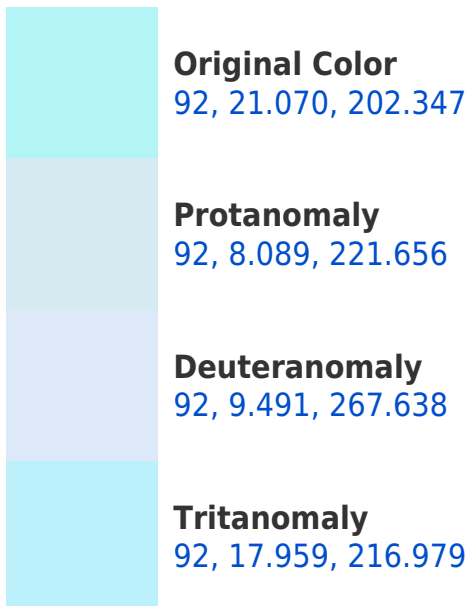 Original Color
92, 21.070, 202.347
Protanomaly
92, 8.089, 221.656
Deuteranomaly
92, 9.491, 267.638
Tritanomaly
92, 17.959, 216.979